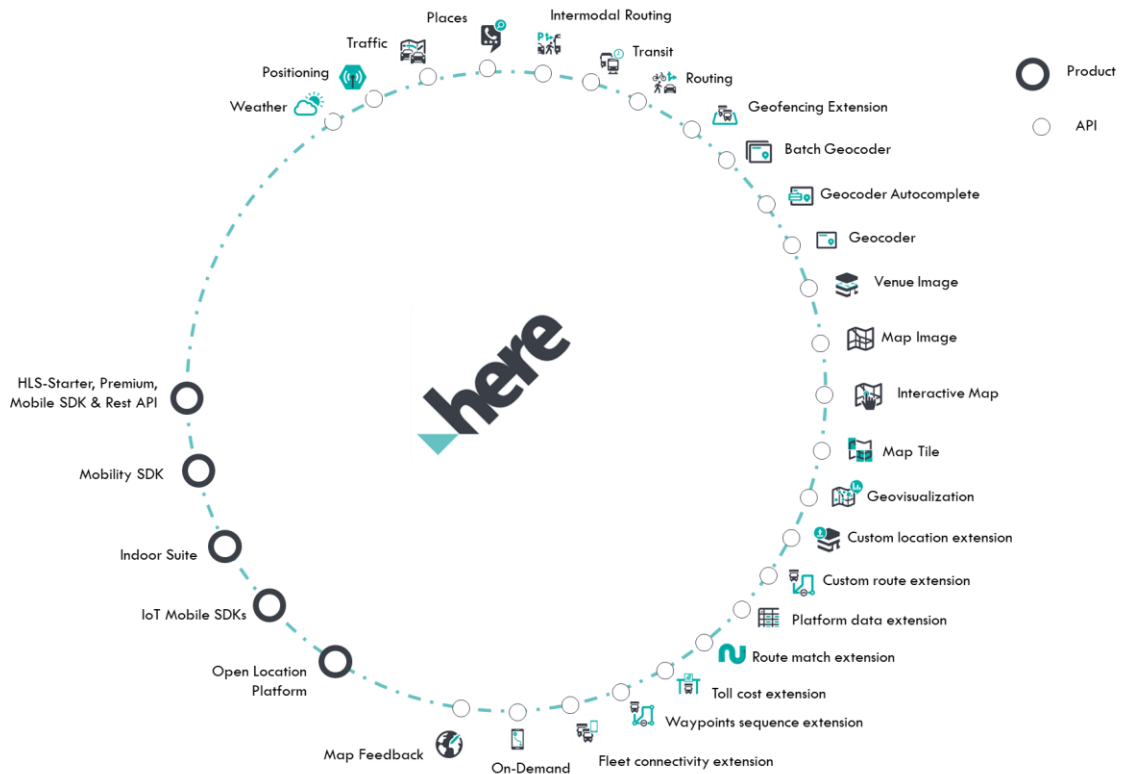 Places
Intermodal Routing
Traffic
Transit
Positioning
Routing
Weather
Geofencing Extension
Batch Geocoder
Geocoder Autocomplete
Geocoder
Venue Image
Map Image
Interactive Map
Map Tile
Geovisualization
Custom location extension
Custom route extension
Platform data extension
Route match extension
Toll cost extension
Waypoints sequence extension
Fleet connectivity extension
On-Demand
Map Feedback
Open Location
Platform
IoT Mobile SDKs
Indoor Suite
Mobility SDK
HLS-Starter, Premium,
Mobile SDK & Rest API
here
Product
API